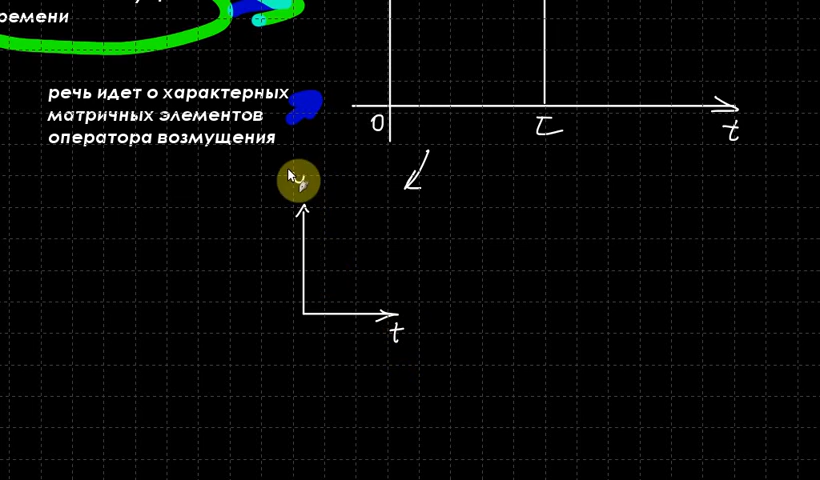 ремени
речь идет о характерных
матричных элементов
оператора возмущения
0
τ
t
t